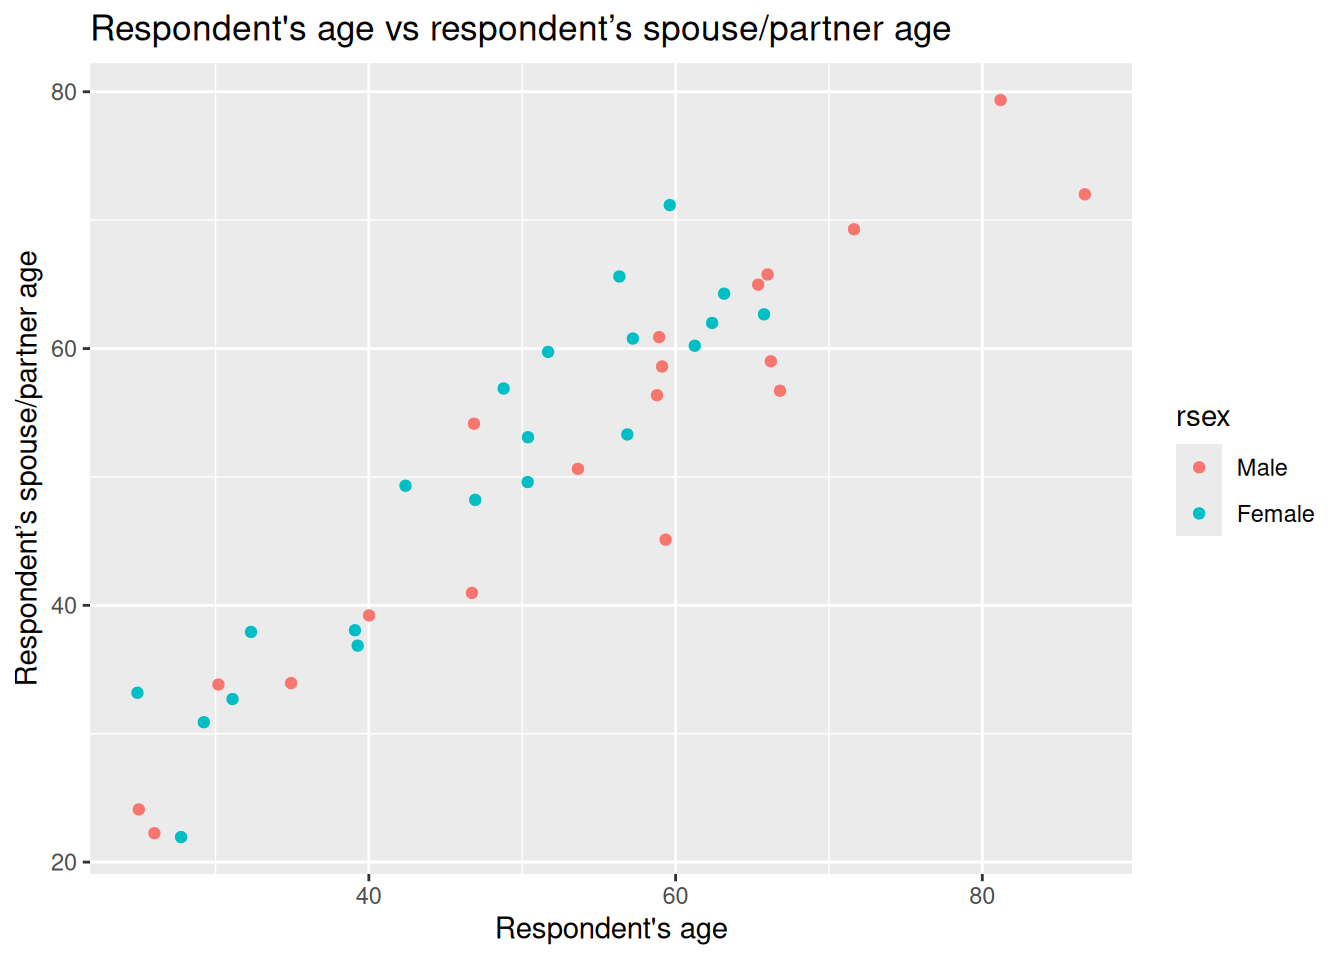 Respondent's age vs respondent’s spouse/partner age
80
60
40
20
Respondent’s spouse/partner age
40 60 80
Respondent's age
rsex
Male
Female